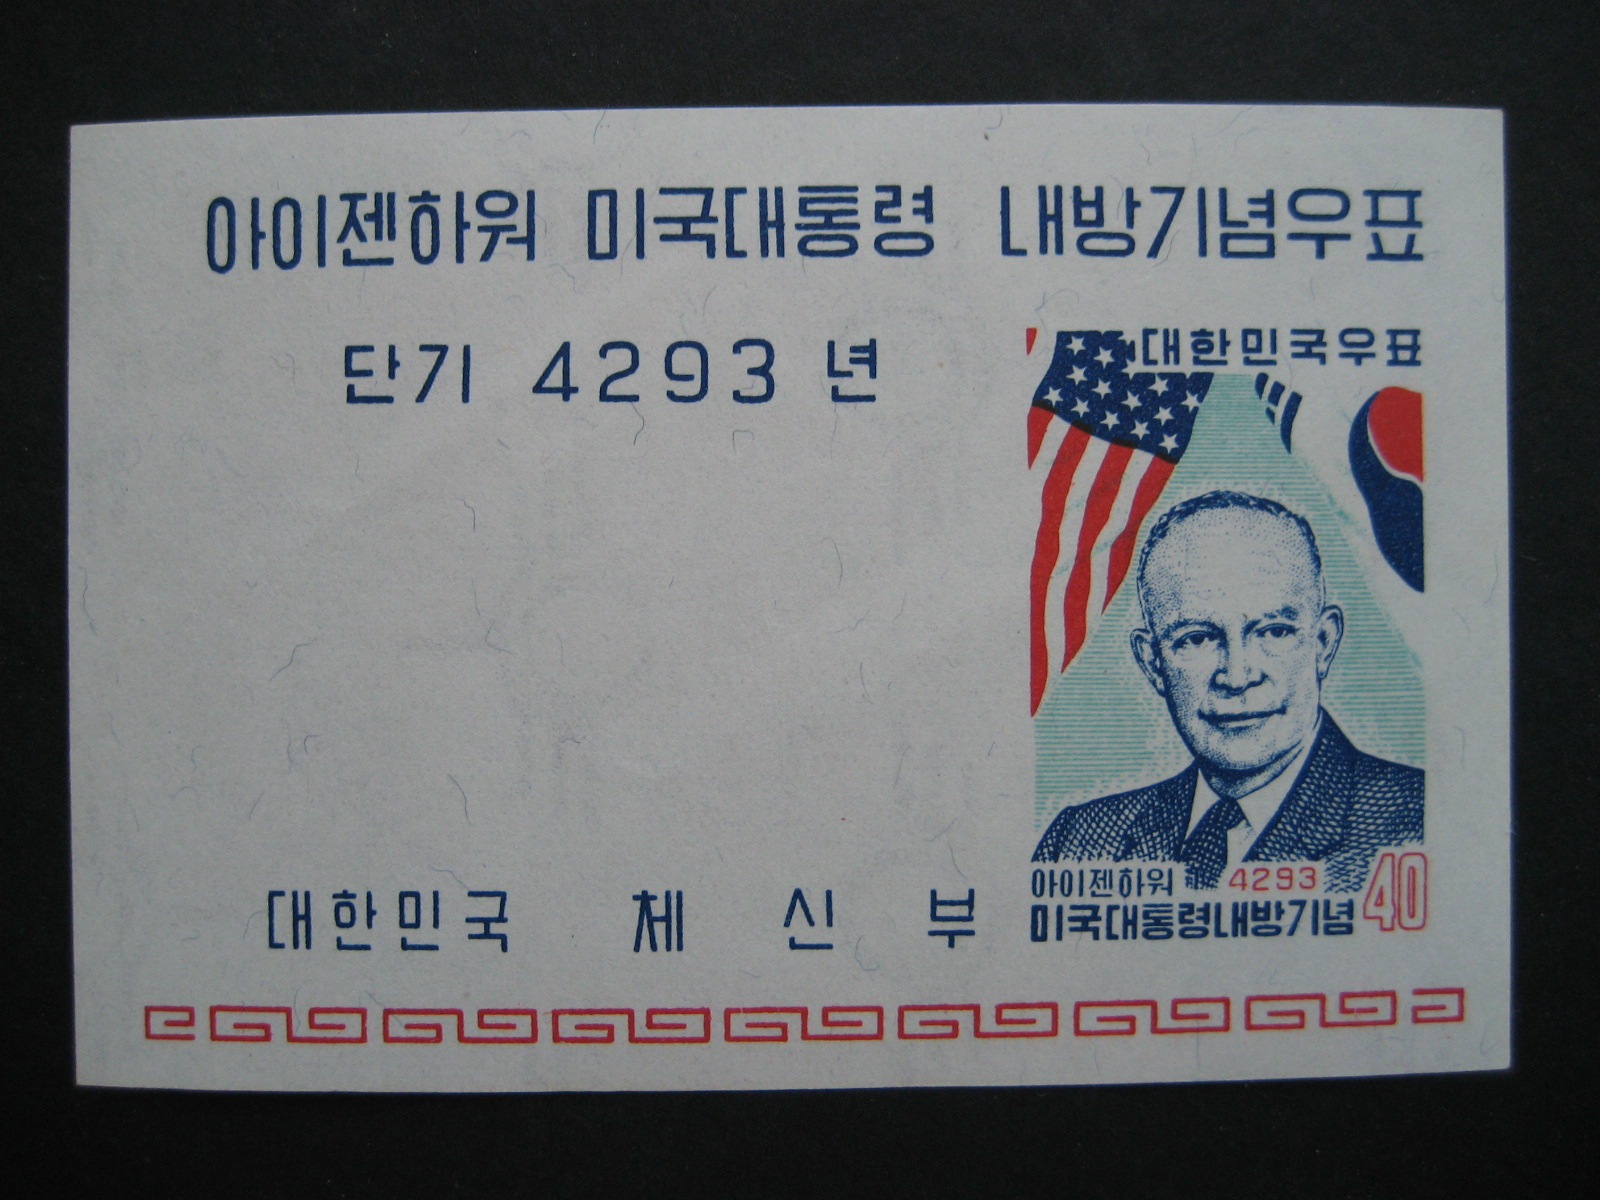 아이젠하워 미국대통령 내방기념우표
단기 4293 년
대한민국우표
아이젠하워 4293
미국대통령내방기념 40
대한민국 체신부